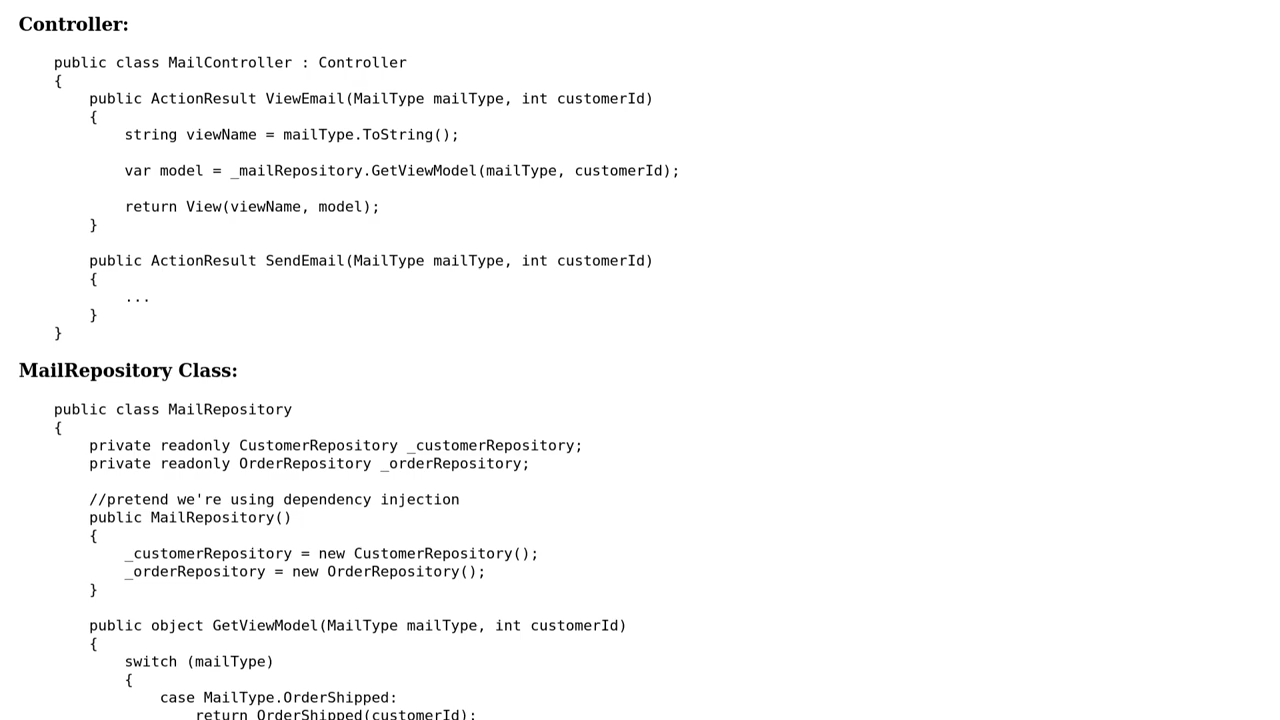 Controller:
public class MailController : Controller
{
public ActionResult ViewEmail(MailType mailType, int customerId)
{
string viewName = mailType.ToString();
var model = _mailRepository.GetViewModel(mailType, customerId);
return View(viewName, model);
}
public ActionResult SendEmail(MailType mailType, int customerId)
{
...
}
}
MailRepository Class:
public class MailRepository
{
private readonly CustomerRepository _customerRepository;
private readonly OrderRepository _orderRepository;
//pretend we're using dependency injection
public MailRepository()
{
_customerRepository = new CustomerRepository();
_orderRepository = new OrderRepository();
}
public object GetViewModel(MailType mailType, int customerId)
{
switch (mailType)
{
case MailType.OrderShipped:
return OrderShipped(customerId);